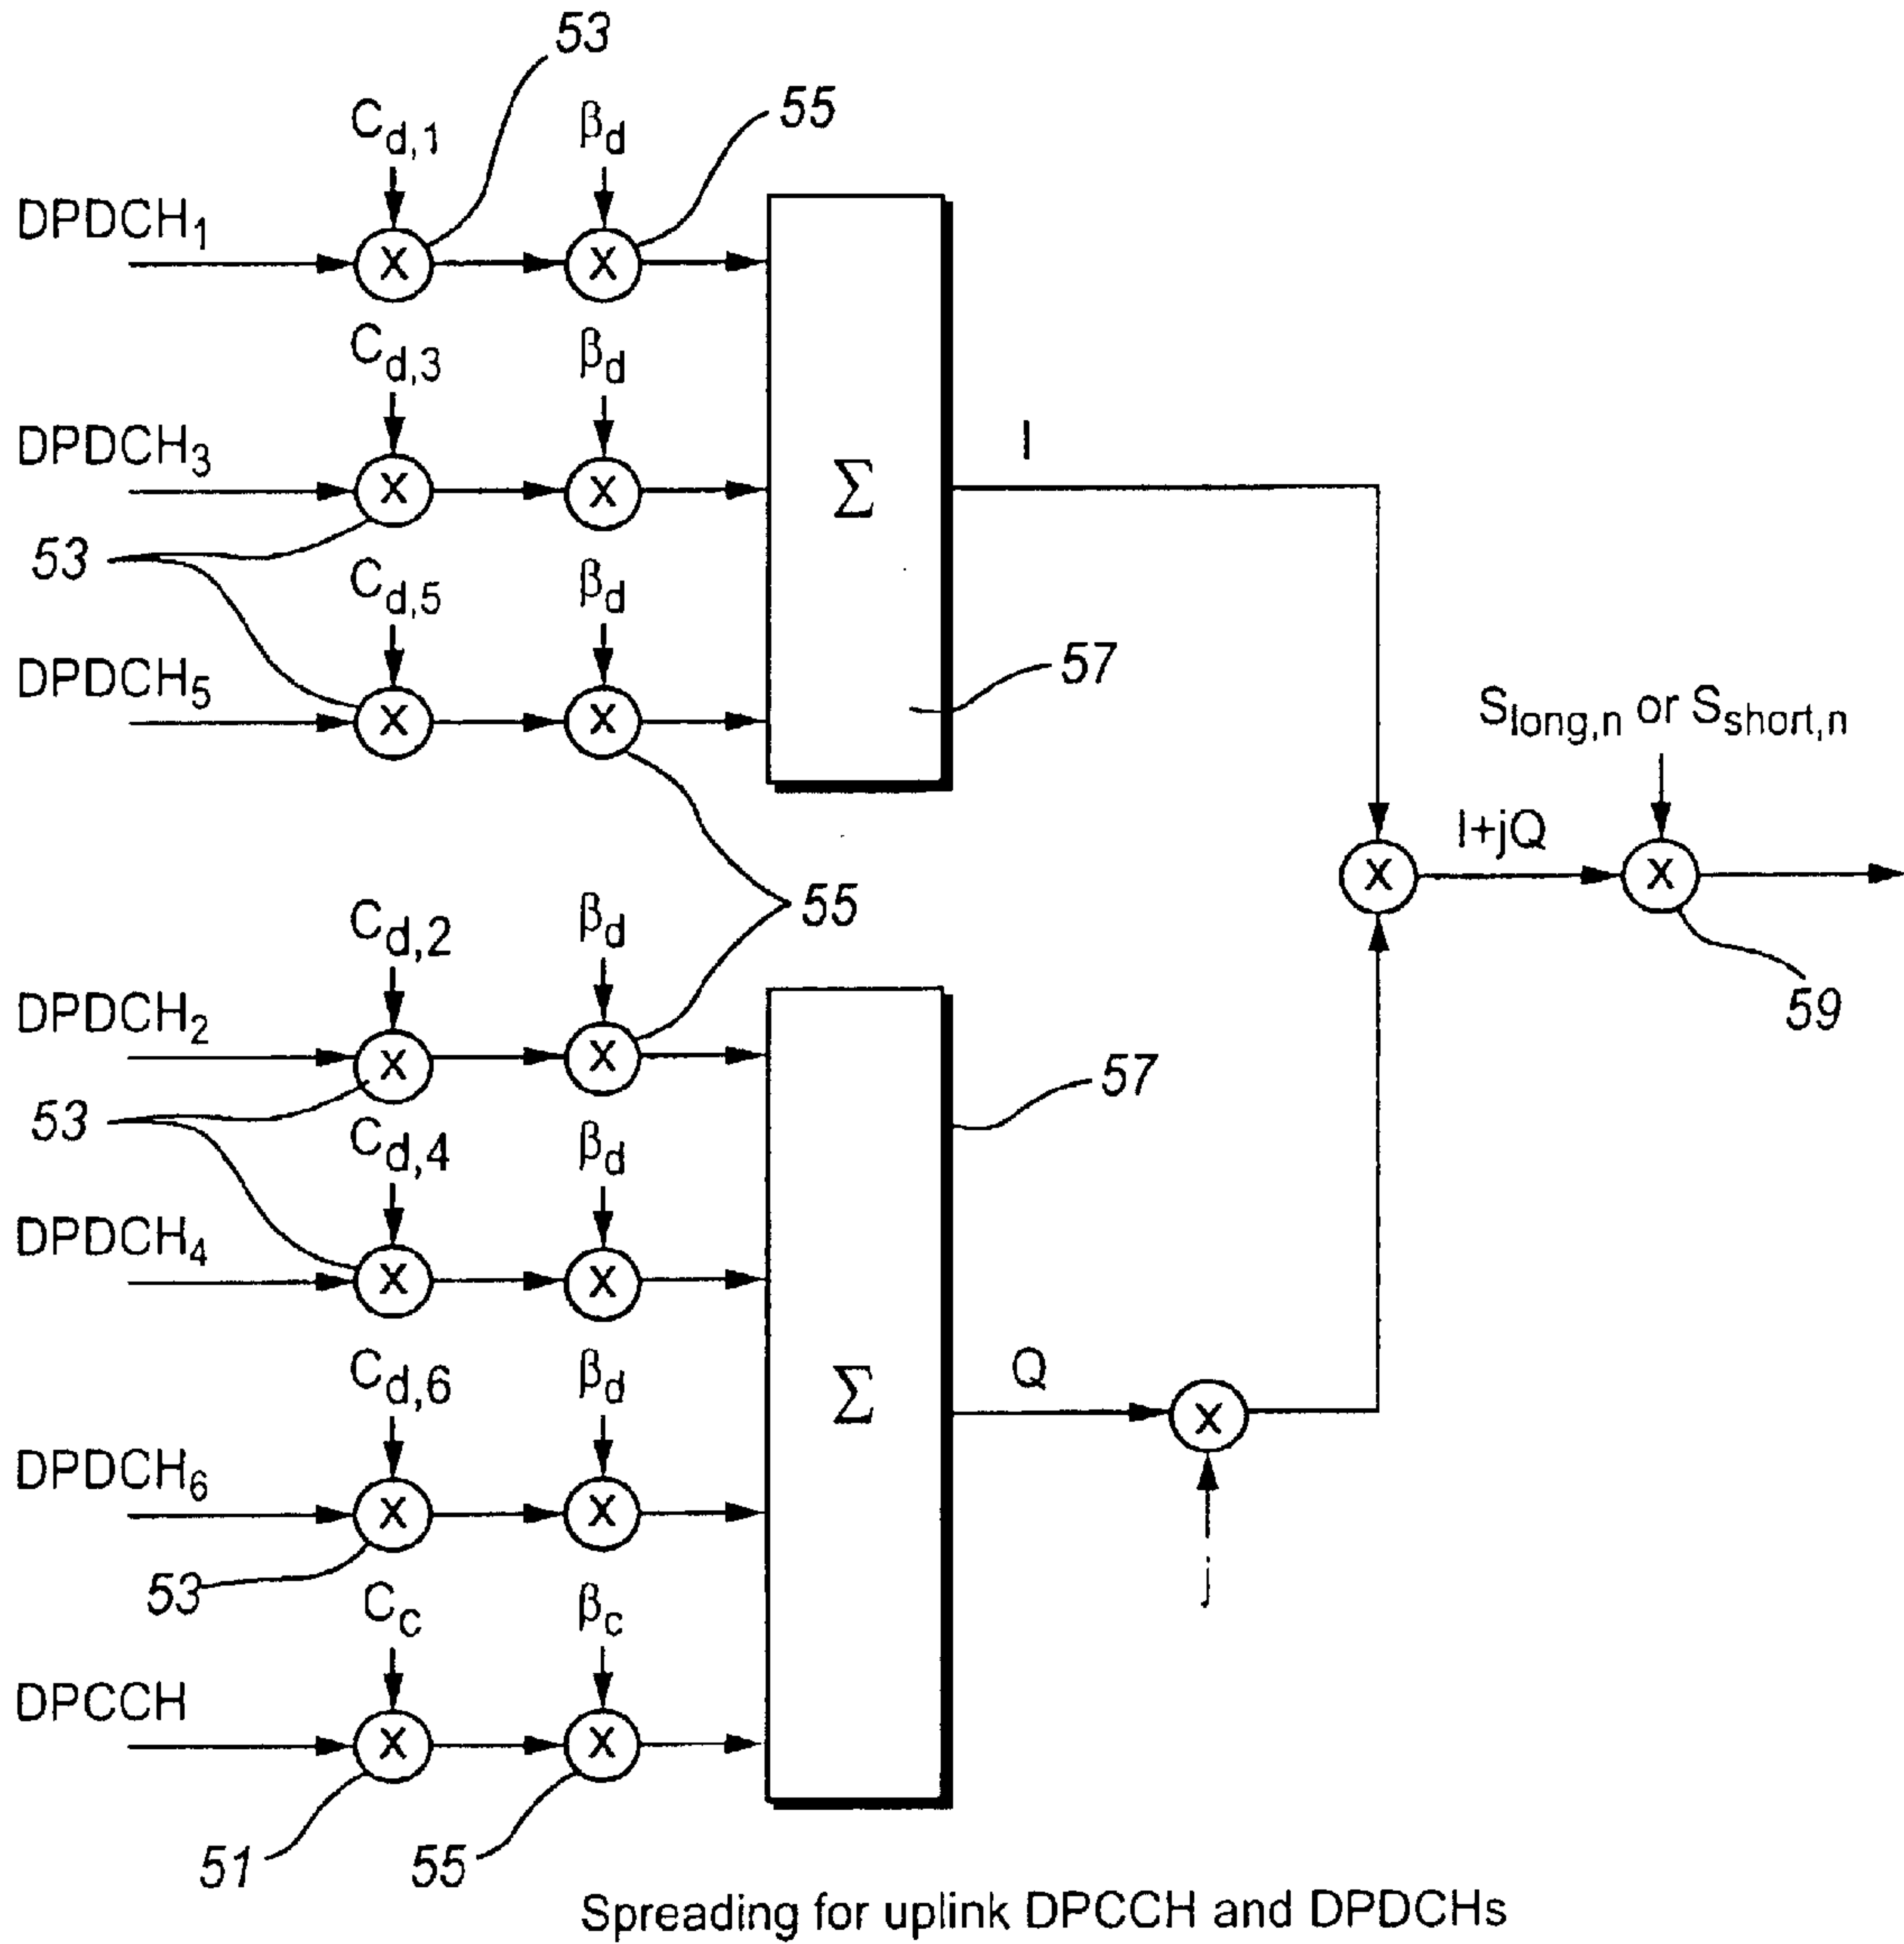 53
C_d,1
β_d
55
DPDCH_1
X
X
C_d,3
β_d
DPDCH_3
X
X
Σ
I
53
C_d,5
β_d
DPDCH_5
X
X
57
S_long,n or S_short,n
X
I+jQ
X
55
59
C_d,2
β_d
DPDCH_2
X
X
57
53
C_d,4
β_d
DPDCH_4
X
X
C_d,6
β_d
Σ
Q
X
DPDCH_6
X
X
j
53
C_c
β_c
DPCCH
X
X
51
55
Spreading for uplink DPCCH and DPDCHs